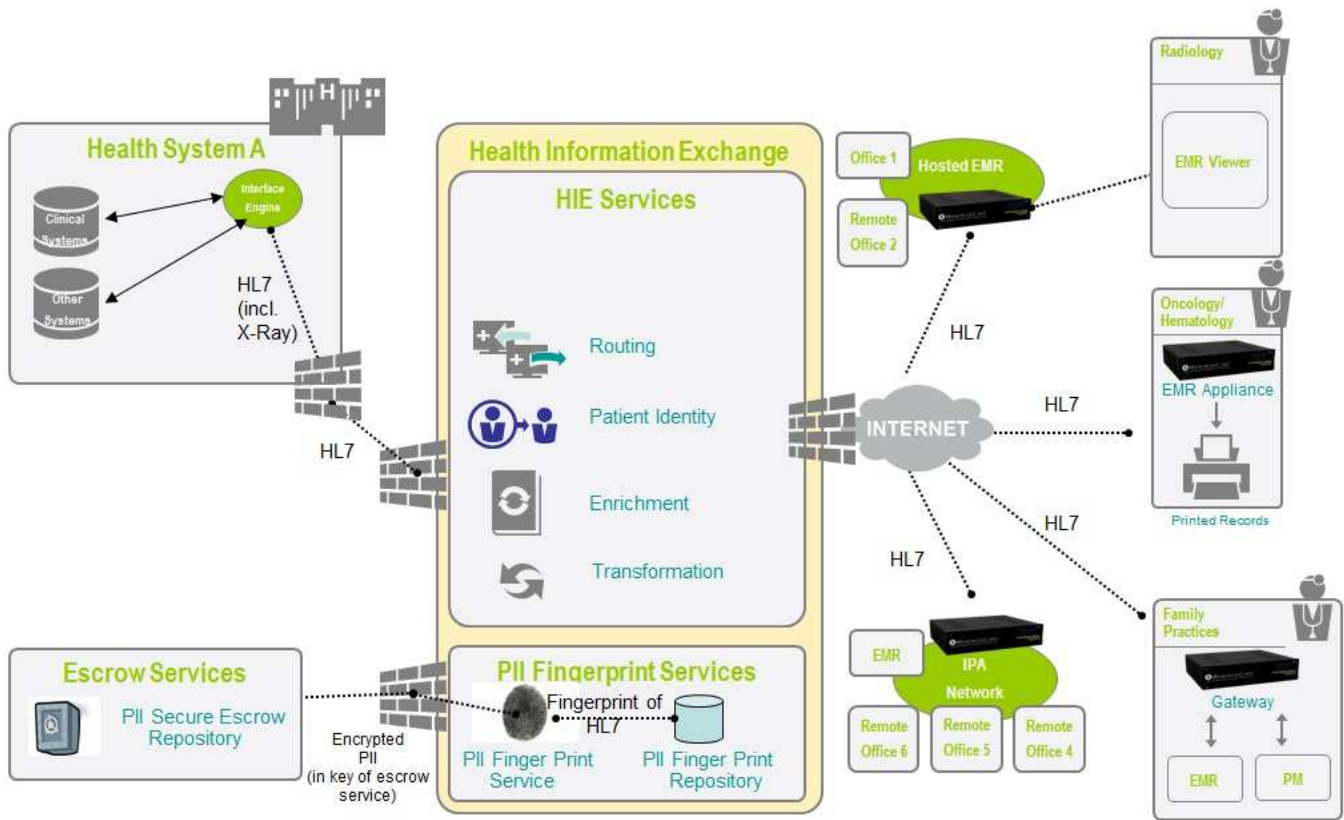 Health System A
H
Clinical
Systems
Other
Systems
Interface
Engine
HL7
(incl.
X-Ray)
HL7
Escrow Services
PII Secure Escrow
Repository
Encrypted
PII
(in key of escrow
service)
Health Information Exchange
HIE Services
Routing
Patient Identity
Enrichment
Transformation
PII Fingerprint Services
Fingerprint of
HL7
PII Finger Print
Service
PII Finger Print
Repository
INTERNET
Office 1
Hosted EMR
Remote
Office 2
HL7
HL7
HL7
HL7
EMR
IPA
Network
Remote
Office 6
Remote
Office 5
Remote
Office 4
Radiology
EMR Viewer
Oncology/
Hematology
EMR Appliance
Printed Records
Family
Practices
Gateway
EMR
PM